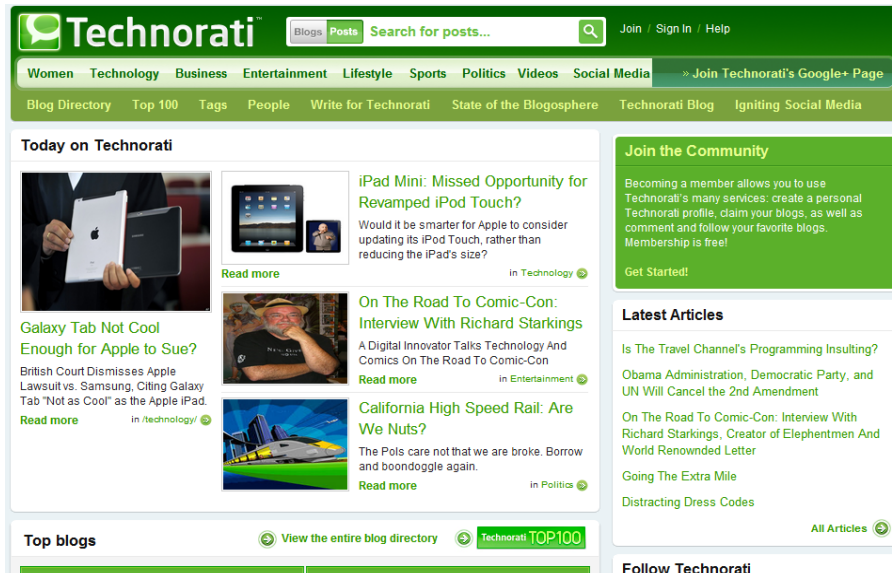 Technorati™
Blogs Posts Search for posts...
Join / Sign In / Help
Women Technology Business Entertainment Lifestyle Sports Politics Videos Social Media » Join Technorati's Google+ Page
Blog Directory Top 100 Tags People Write for Technorati State of the Blogosphere Technorati Blog Igniting Social Media
Today on Technorati
Galaxy Tab Not Cool
Enough for Apple to Sue?
British Court Dismisses Apple
Lawsuit vs. Samsung, Citing Galaxy
Tab "Not as Cool" as the Apple iPad.
Read more in /technology/
iPad Mini: Missed Opportunity for
Revamped iPod Touch?
Would it be smarter for Apple to consider
updating its iPod Touch, rather than
reducing the iPad's size?
Read more in Technology
On The Road To Comic-Con:
Interview With Richard Starkings
A Digital Innovator Talks Technology And
Comics On The Road To Comic-Con
Read more in Entertainment
California High Speed Rail: Are
We Nuts?
The Pols care not that we are broke. Borrow
and boondoggle again.
Read more in Politics
Join the Community
Becoming a member allows you to use
Technorati's many services: create a personal
Technorati profile, claim your blogs, as well as
comment and follow your favorite blogs.
Membership is free!
Get Started!
Latest Articles
Is The Travel Channel's Programming Insulting?
Obama Administration, Democratic Party, and
UN Will Cancel the 2nd Amendment
On The Road To Comic-Con: Interview With
Richard Starkings, Creator of Elephentmen And
World Renownded Letter
Going The Extra Mile
Distracting Dress Codes
All Articles
Top blogs
View the entire blog directory
Technorati TOP100
Follow Technorati